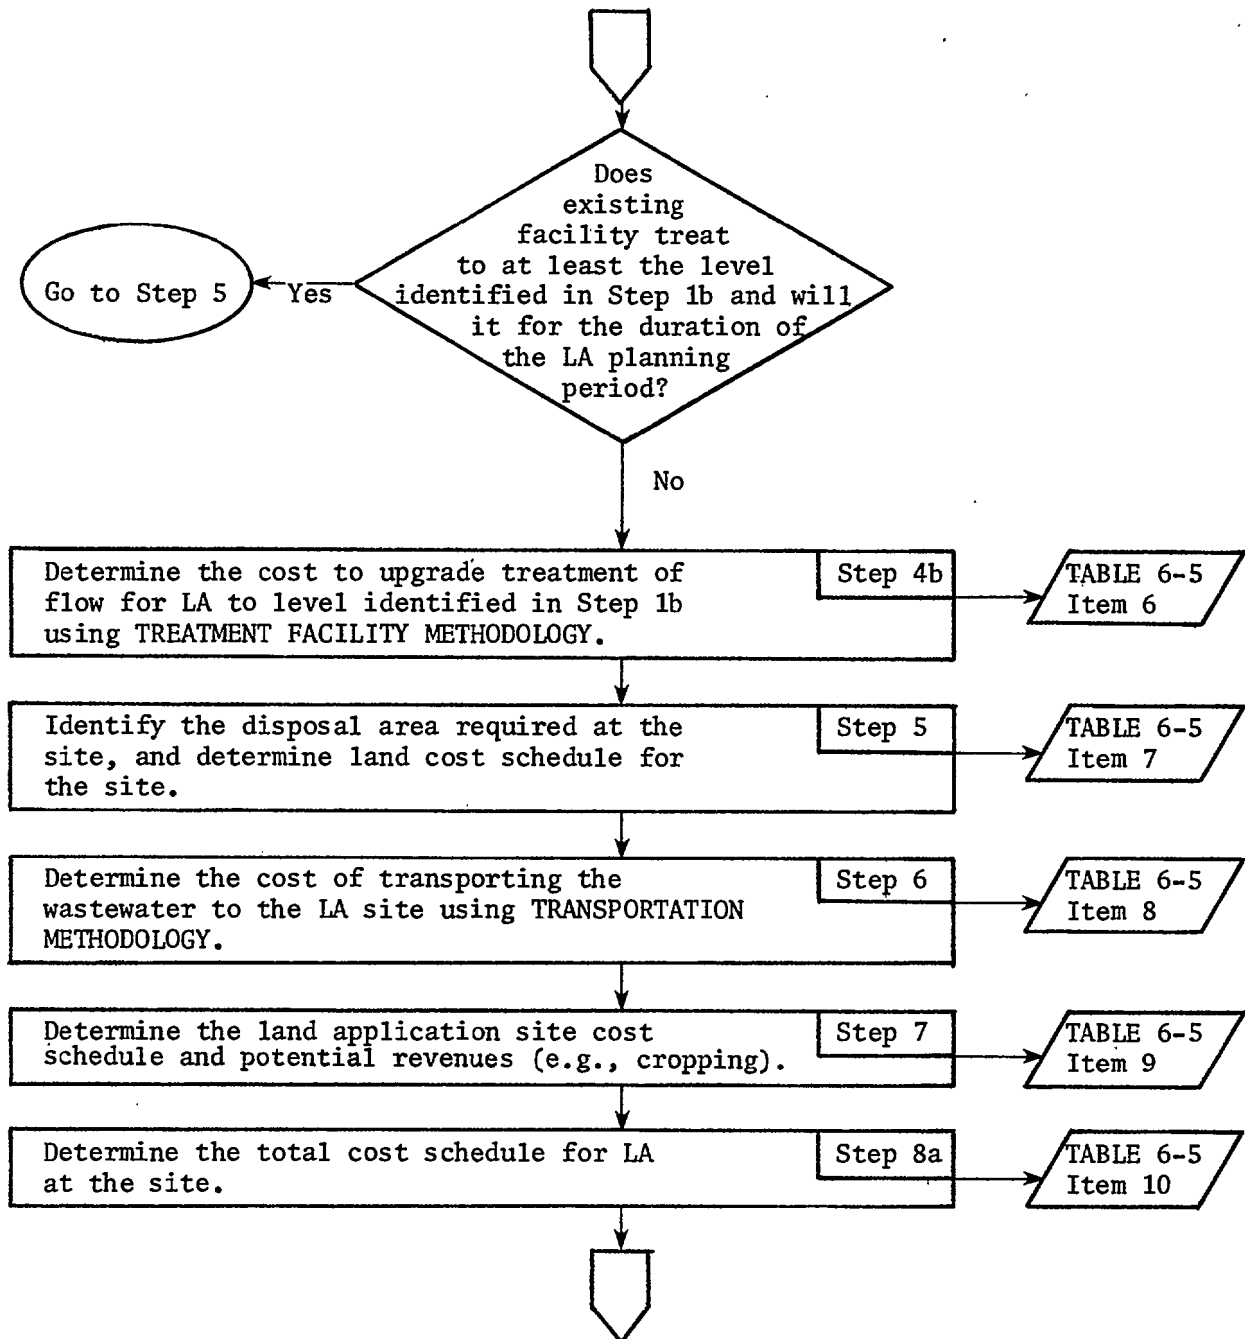 Does
existing
facility treat
to at least the level
identified in Step 1b and will
it for the duration of
the LA planning
period?
Go to Step 5
Yes
No
Determine the cost to upgrade treatment of
flow for LA to level identified in Step 1b
using TREATMENT FACILITY METHODOLOGY.
Step 4b
TABLE 6-5
Item 6
Identify the disposal area required at the
site, and determine land cost schedule for
the site.
Step 5
TABLE 6-5
Item 7
Determine the cost of transporting the
wastewater to the LA site using TRANSPORTATION
METHODOLOGY.
Step 6
TABLE 6-5
Item 8
Determine the land application site cost
schedule and potential revenues (e.g., cropping).
Step 7
TABLE 6-5
Item 9
Determine the total cost schedule for LA
at the site.
Step 8a
TABLE 6-5
Item 10